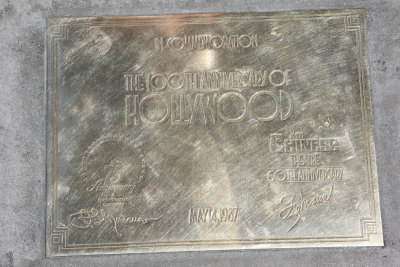 IN COMMEMORATION
THE 100TH ANNIVERSARY OF
HOLLYWOOD
CHINESE
THEATRE
60TH ANNIVERSARY
MAY 14, 1987